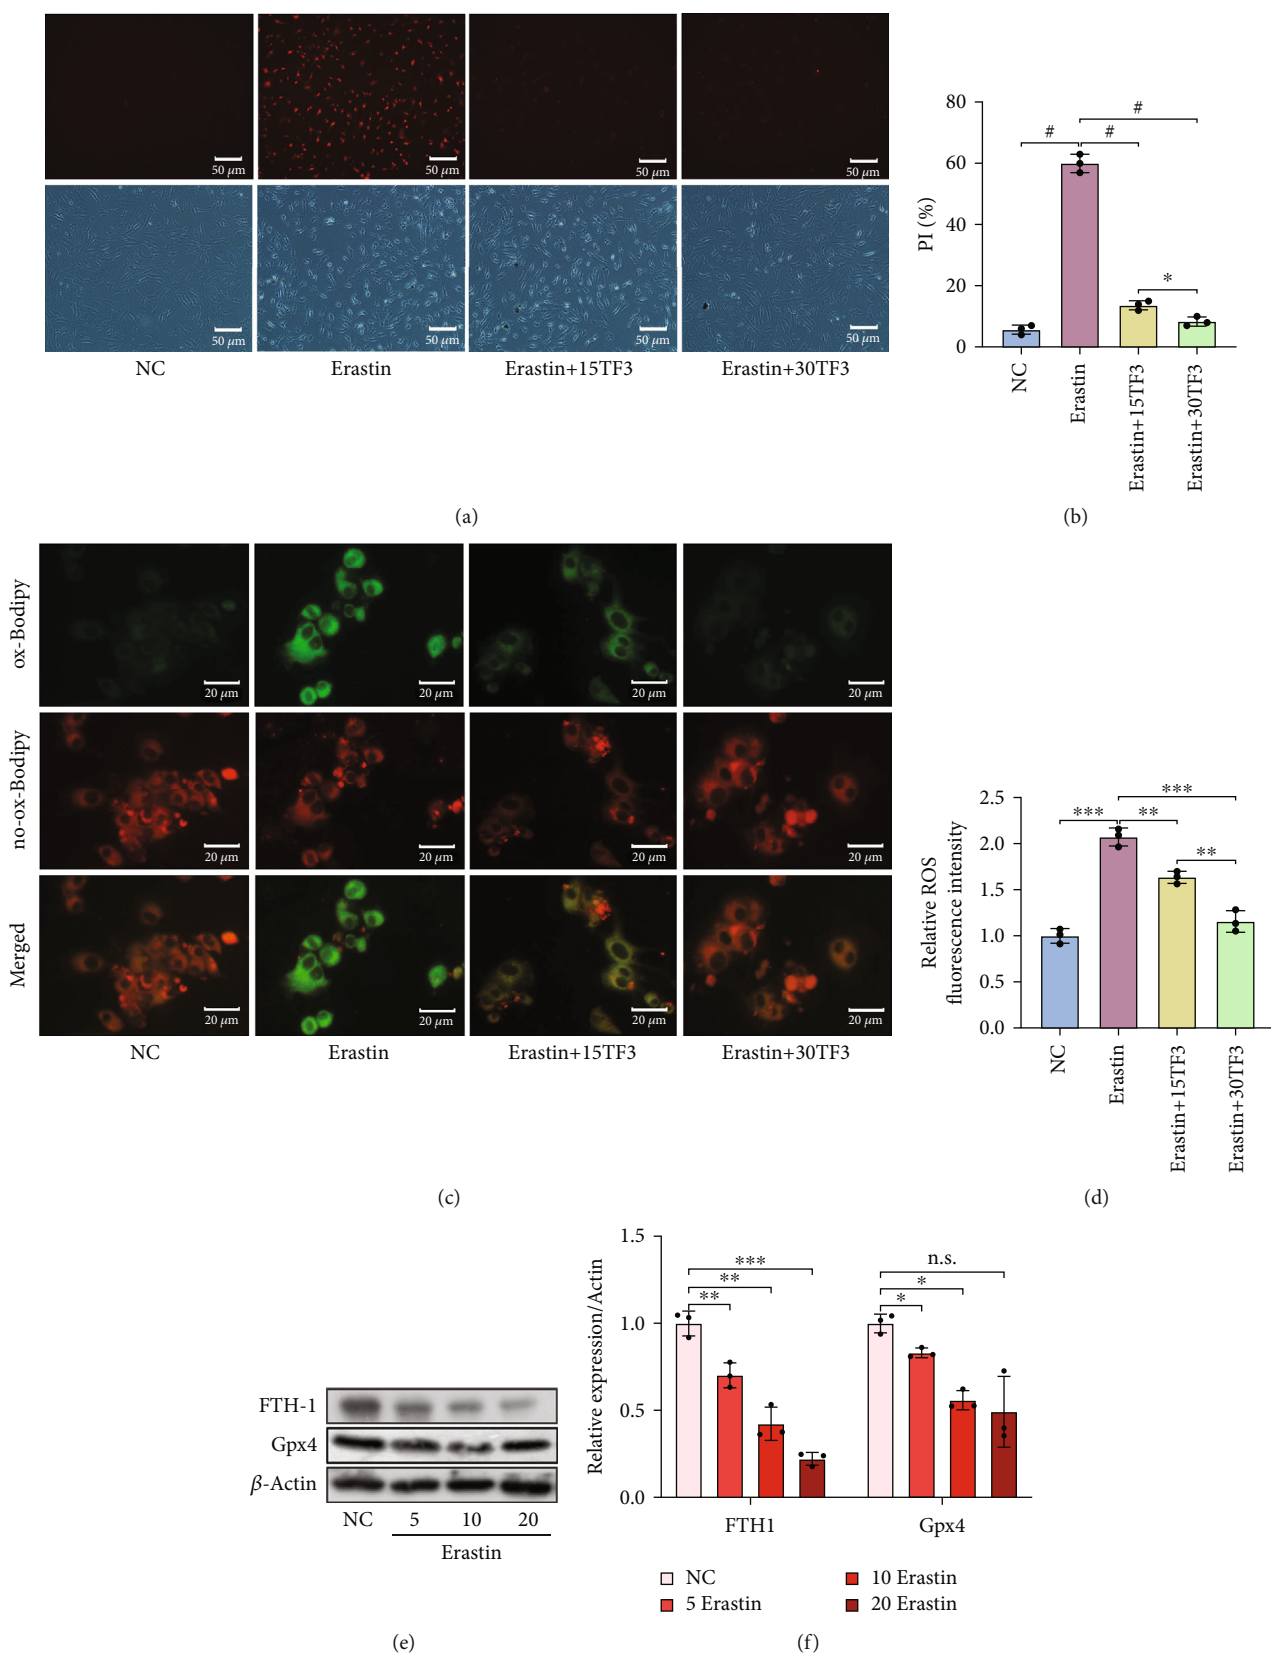 50 μm
50 μm
50 μm
50 μm
50 μm
50 μm
50 μm
50 μm
NC
Erastin
Erastin+15TF3
Erastin+30TF3
(a)
80
60
40
20
0
PI (%)
#
#
#
*
NC
Erastin
Erastin+15TF3
Erastin+30TF3
(b)
ox-Bodipy
20 μm
20 μm
20 μm
20 μm
no-ox-Bodipy
20 μm
20 μm
20 μm
20 μm
Merged
20 μm
20 μm
20 μm
20 μm
NC
Erastin
Erastin+15TF3
Erastin+30TF3
(c)
2.5
2.0
1.5
1.0
0.5
0.0
Relative ROS
fluorescence intensity
***
***
**
**
NC
Erastin
Erastin+15TF3
Erastin+30TF3
(d)
FTH-1
Gpx4
β-Actin
NC
5
10
20
Erastin
(e)
1.5
1.0
0.5
0.0
Relative expression/Actin
***
**
**
n.s.
*
*
FTH1
Gpx4
NC
5 Erastin
10 Erastin
20 Erastin
(f)